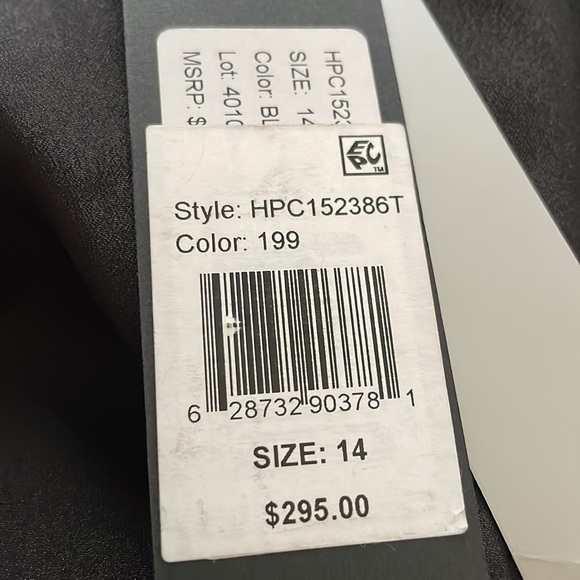 HPC152
SIZE: 14
Color: BL
Lot: 4010
MSRP: $
EPC
TM
Style: HPC152386T
Color: 199
6 28732 90378 1
SIZE: 14
$295.00